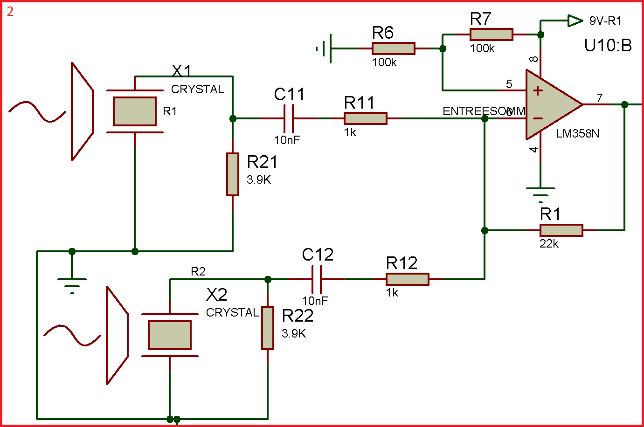 2
R6
100k
R7
100k
9V-R1
U10:B
8
5
7
ENTREESOMM
LM358N
4
X1
CRYSTAL
R1
C11
10nF
R11
1k
R21
3.9K
R1
22k
R2
X2
CRYSTAL
C12
10nF
R12
1k
R22
3.9K